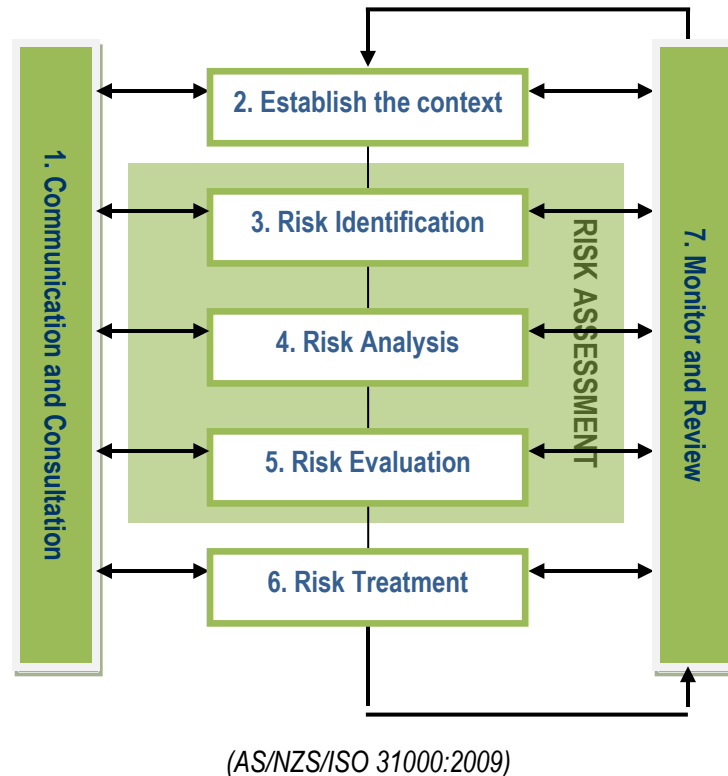 1. Communication and Consultation
2. Establish the context
3. Risk Identification
4. Risk Analysis
5. Risk Evaluation
RISK ASSESSMENT
6. Risk Treatment
7. Monitor and Review
(AS/NZS/ISO 31000:2009)